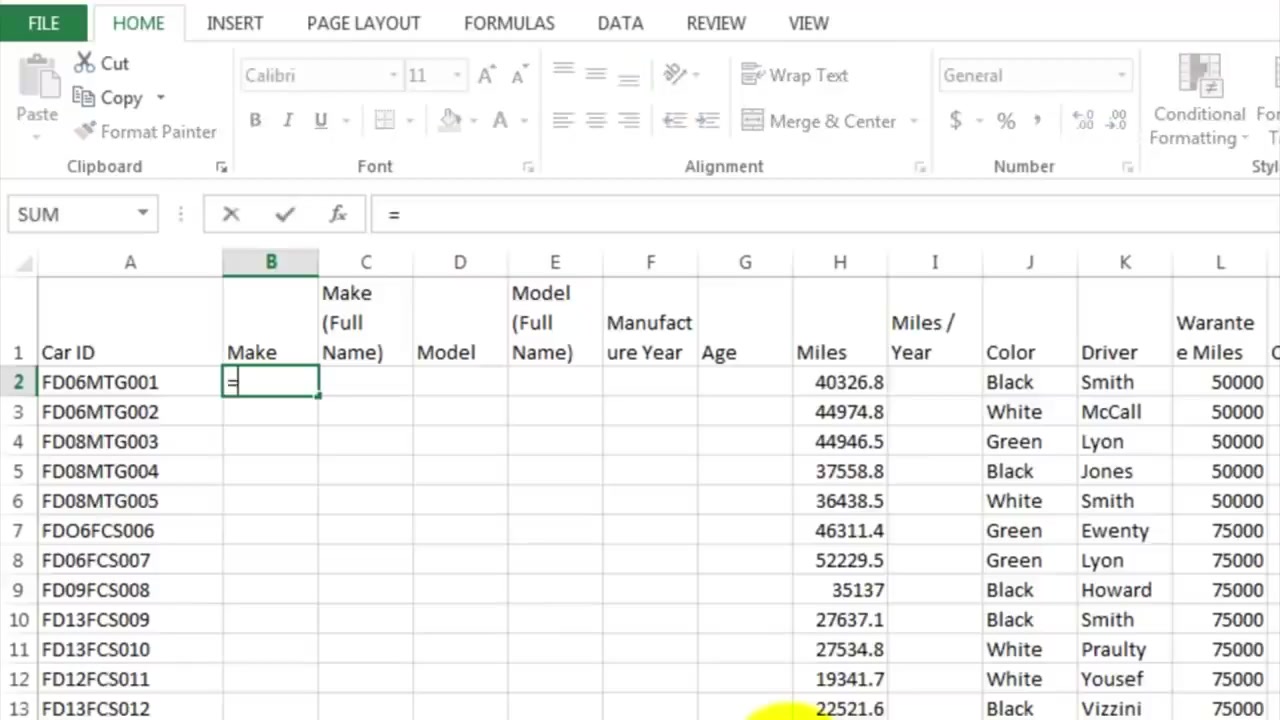 FILE HOME INSERT PAGE LAYOUT FORMULAS DATA REVIEW VIEW
Cut
Calibri 11 A A Wrap Text General
Copy
Paste B I U A Merge & Center $ % , .00 Conditional
Format Painter Formatting
Clipboard Font Alignment Number
SUM fx =
A B C D E F G H I J K L
Make Model
(Full (Full Manufact Miles / Warante
1 Car ID Make Name) Model Name) ure Year Age Miles Year Color Driver e Miles
2 FD06MTG001 = 40326.8 Black Smith 50000
3 FD06MTG002 44974.8 White McCall 50000
4 FD08MTG003 44946.5 Green Lyon 50000
5 FD08MTG004 37558.8 Black Jones 50000
6 FD08MTG005 36438.5 White Smith 50000
7 FDO6FCS006 46311.4 Green Ewenty 75000
8 FD06FCS007 52229.5 Green Lyon 75000
9 FD09FCS008 35137 Black Howard 75000
10 FD13FCS009 27637.1 Black Smith 75000
11 FD13FCS010 27534.8 White Praulty 75000
12 FD12FCS011 19341.7 White Yousef 75000
13 FD13FCS012 22521.6 Black Vizzini 75000